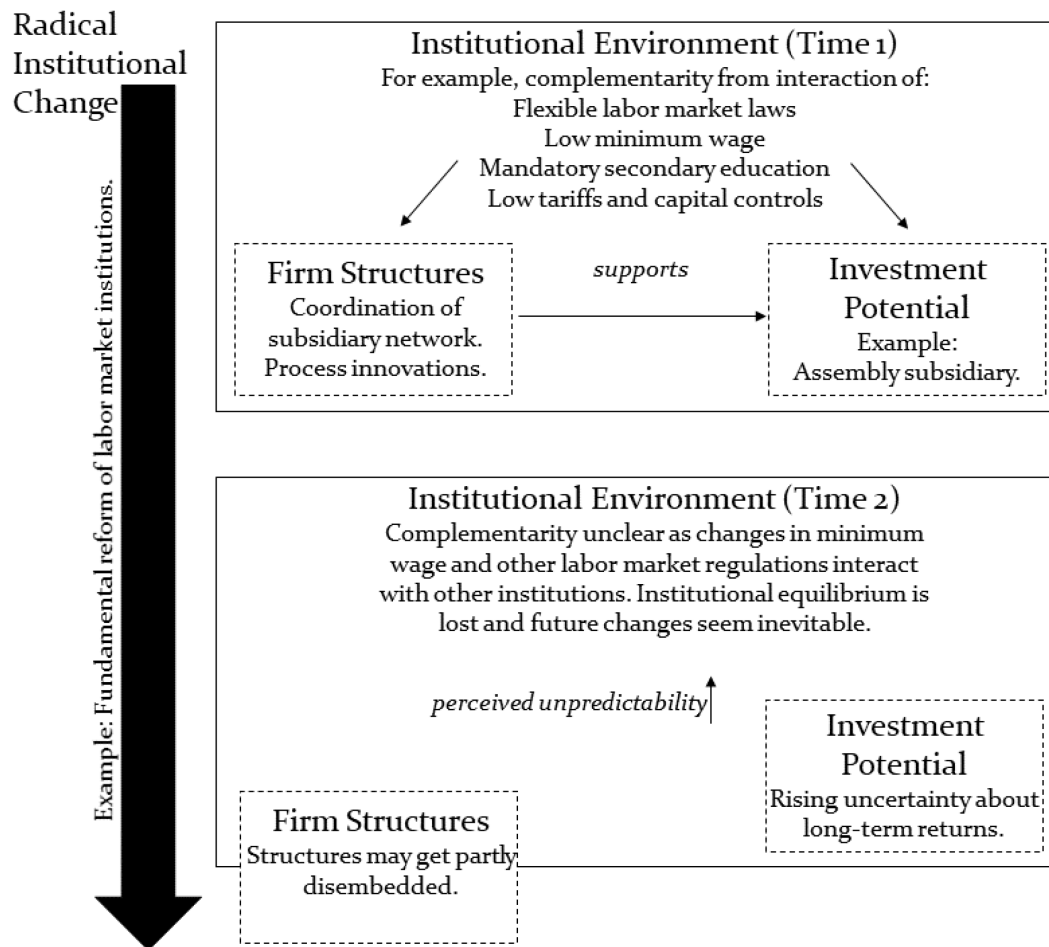 Radical
Institutional
Change
Example: Fundamental reform of labor market institutions.
Institutional Environment (Time 1)
For example, complementarity from interaction of:
Flexible labor market laws
Low minimum wage
Mandatory secondary education
Low tariffs and capital controls
Firm Structures
Coordination of
subsidiary network.
Process innovations.
supports
Investment
Potential
Example:
Assembly subsidiary.
Institutional Environment (Time 2)
Complementarity unclear as changes in minimum
wage and other labor market regulations interact
with other institutions. Institutional equilibrium is
lost and future changes seem inevitable.
perceived unpredictability
Investment
Potential
Rising uncertainty about
long-term returns.
Firm Structures
Structures may get partly
disembedded.